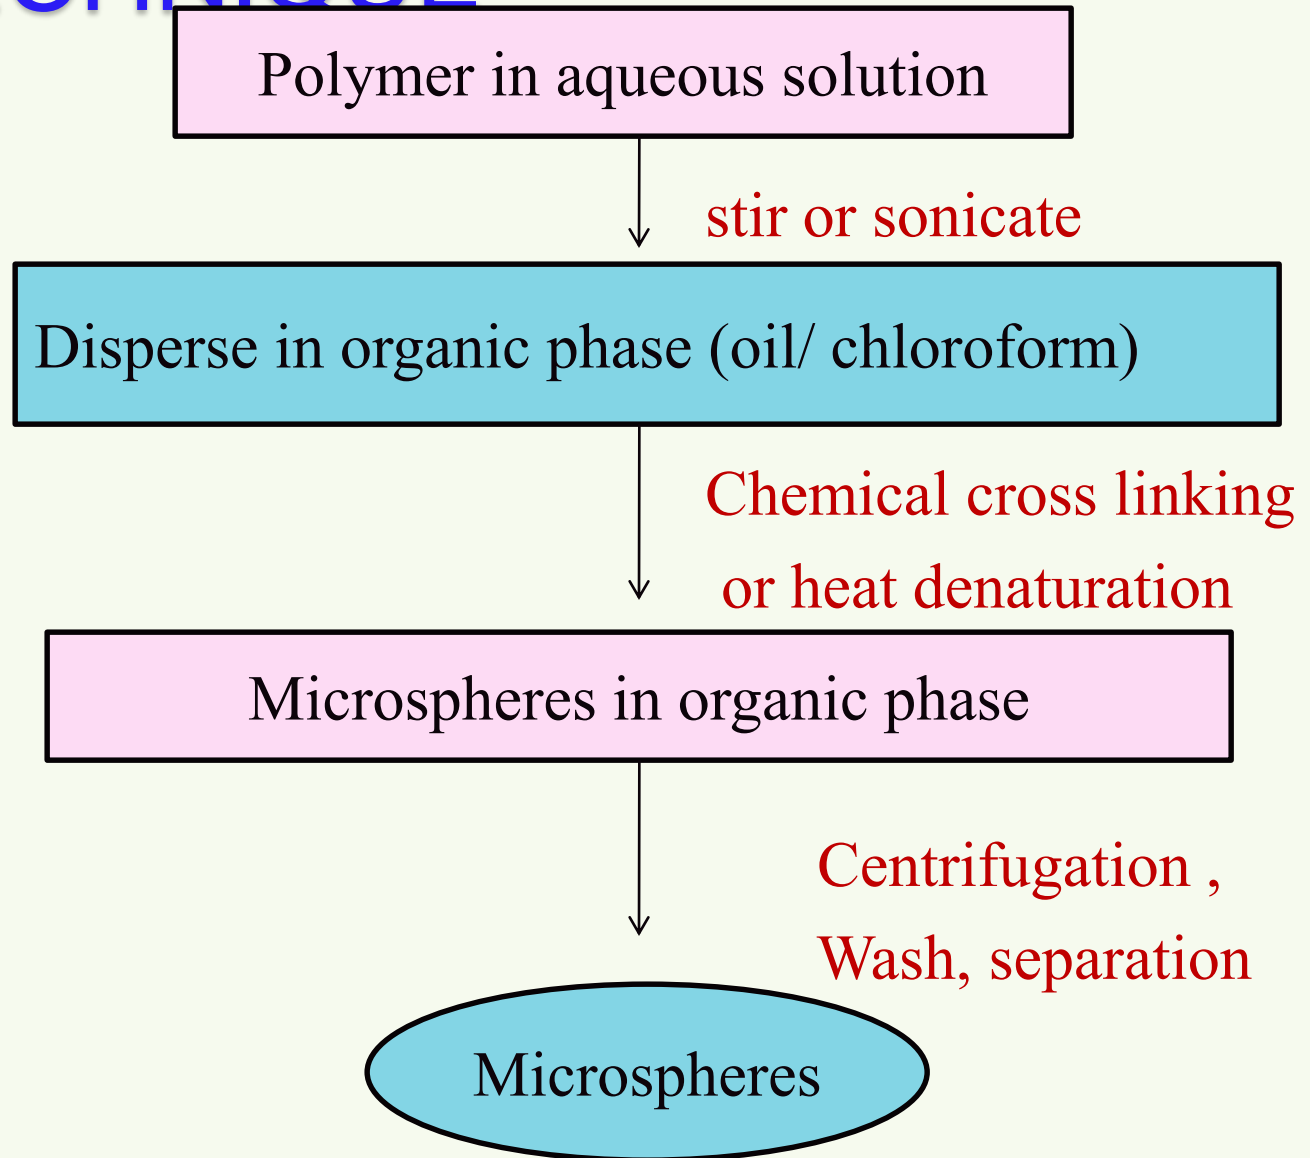 Polymer in aqueous solution
stir or sonicate
Disperse in organic phase (oil/ chloroform)
Chemical cross linking
or heat denaturation
Microspheres in organic phase
Centrifugation ,
Wash, separation
Microspheres